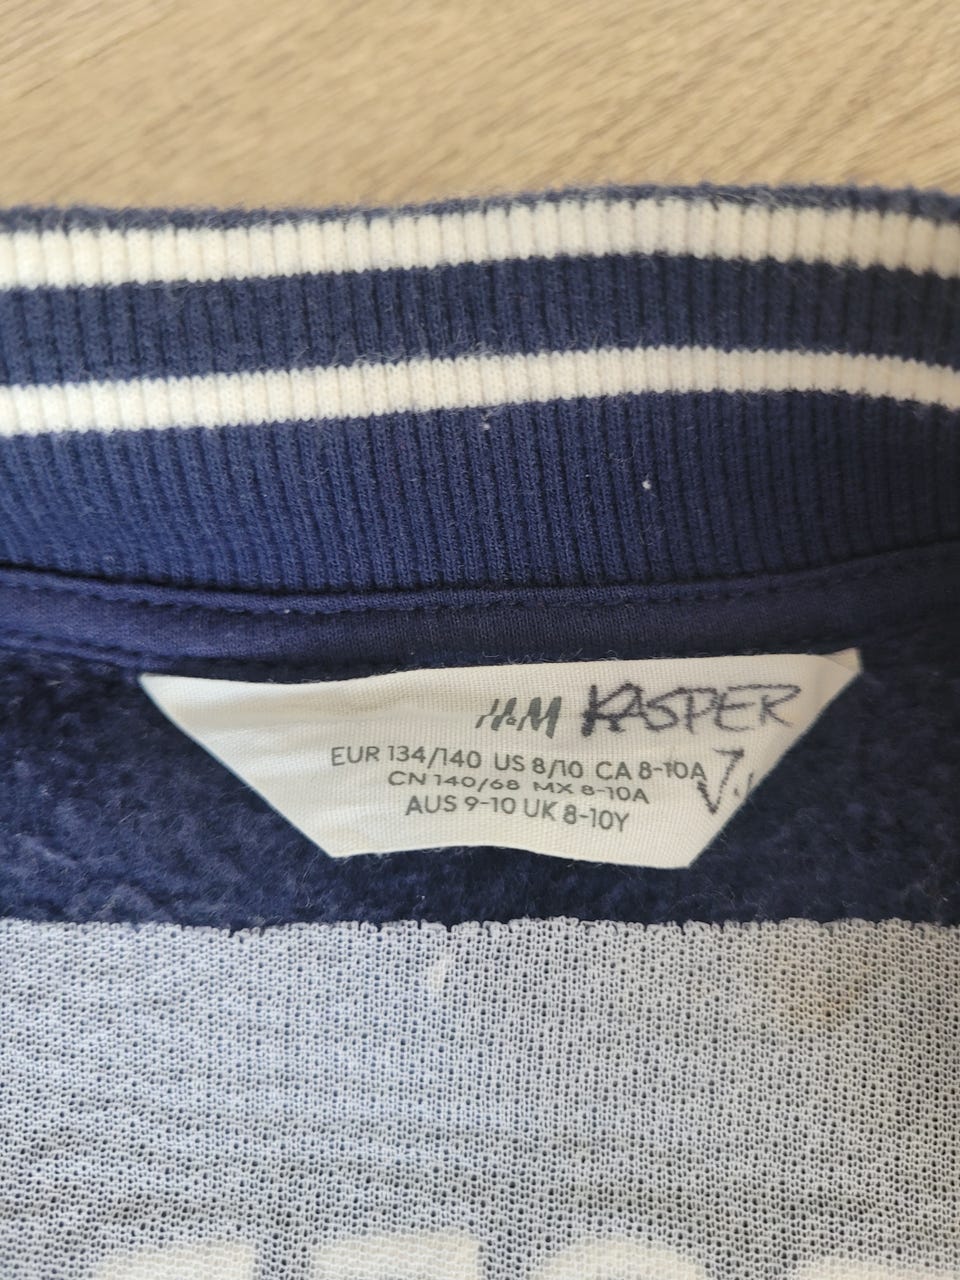 H&M KASPER
EUR 134/140 US 8/10 CA 8-10A
CN 140/68 MX 8-10A
AUS 9-10 UK 8-10Y